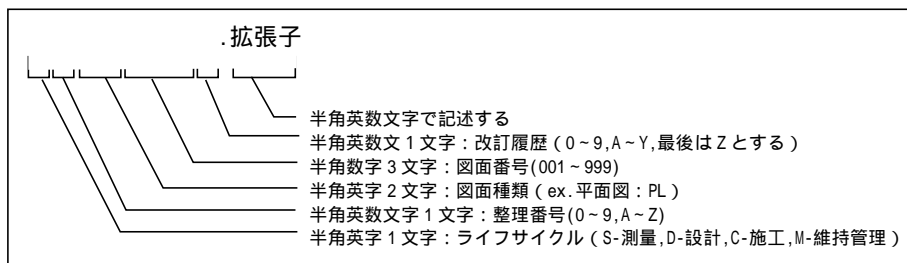 .拡張子
半角英数文字で記述する
半角英数文１文字：改訂履歴（0~9,A~Y,最後はZとする）
半角数字３文字：図面番号(001~999)
半角英字２文字：図面種類（ex.平面図：PL）
半角英数文字１文字：整理番号(0~9,A~Z)
半角英字１文字：ライフサイクル（S-測量,D-設計,C-施工,M-維持管理）